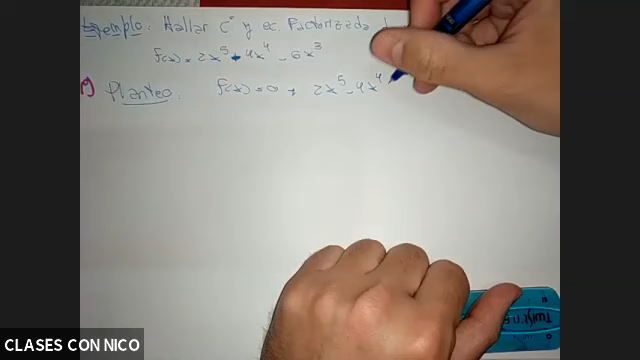 Ejemplo: Hallar C° y ec. Factorizada
f(x) = 2x⁵ - 4x⁴ - 6x³
1°) Planteo: f(x) = 0 → 2x⁵ - 4x⁴
CLASES CON NICO